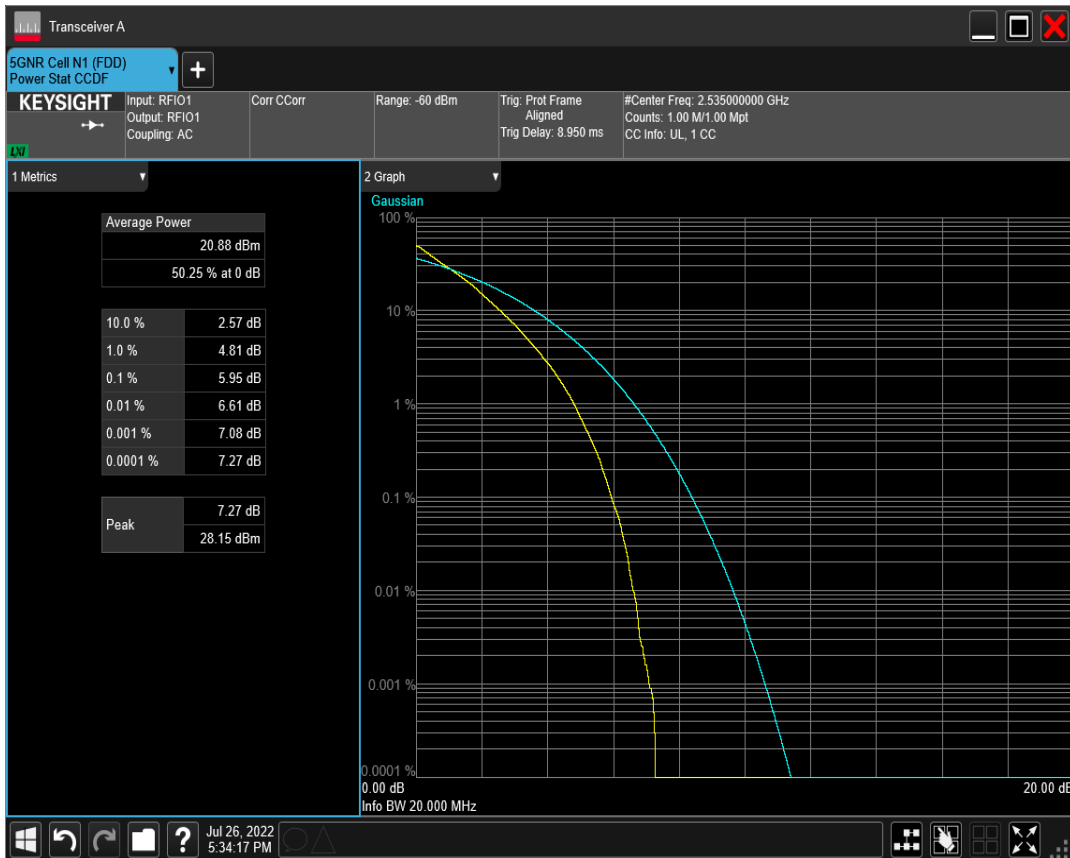 Transceiver A
5GNR Cell N1 (FDD)
Power Stat CCDF
KEYSIGHT
LXI
Input: RFIO1
Output: RFIO1
Coupling: AC
Corr CCorr
Range: -60 dBm
Trig: Prot Frame
Aligned
Trig Delay: 8.950 ms
#Center Freq: 2.535000000 GHz
Counts: 1.00 M/1.00 Mpt
CC Info: UL, 1 CC
1 Metrics
Average Power
20.88 dBm
50.25 % at 0 dB
10.0 % 2.57 dB
1.0 % 4.81 dB
0.1 % 5.95 dB
0.01 % 6.61 dB
0.001 % 7.08 dB
0.0001 % 7.27 dB
Peak
7.27 dB
28.15 dBm
2 Graph
Gaussian
100 %
10 %
1 %
0.1 %
0.01 %
0.001 %
0.0001 %
0.00 dB 20.00 dB
Info BW 20.000 MHz
?
Jul 26, 2022
5:34:17 PM